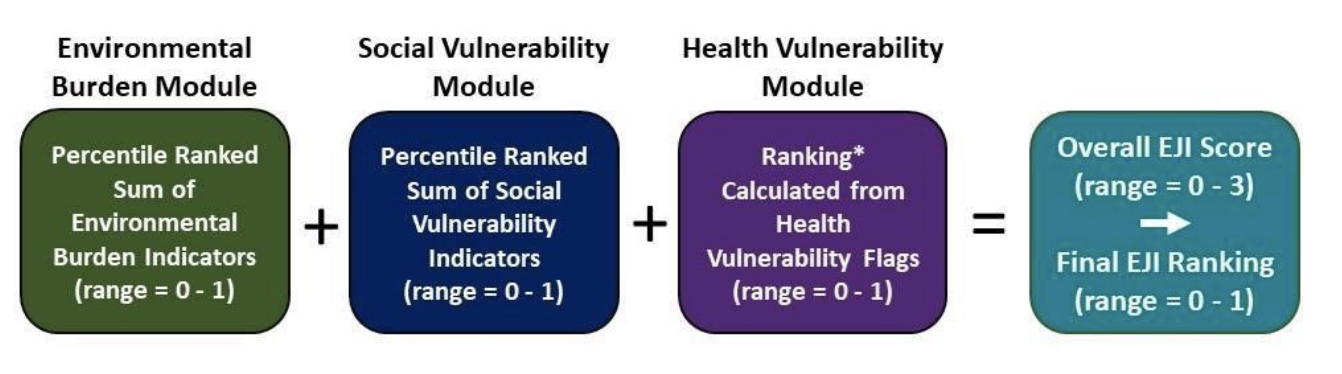 Environmental
Burden Module
Percentile Ranked
Sum of
Environmental
Burden Indicators
(range = 0 - 1)
+
Social Vulnerability
Module
Percentile Ranked
Sum of Social
Vulnerability
Indicators
(range = 0 - 1)
+
Health Vulnerability
Module
Ranking*
Calculated from
Health
Vulnerability Flags
(range = 0 - 1)
=
Overall EJI Score
(range = 0 - 3)
Final EJI Ranking
(range = 0 - 1)